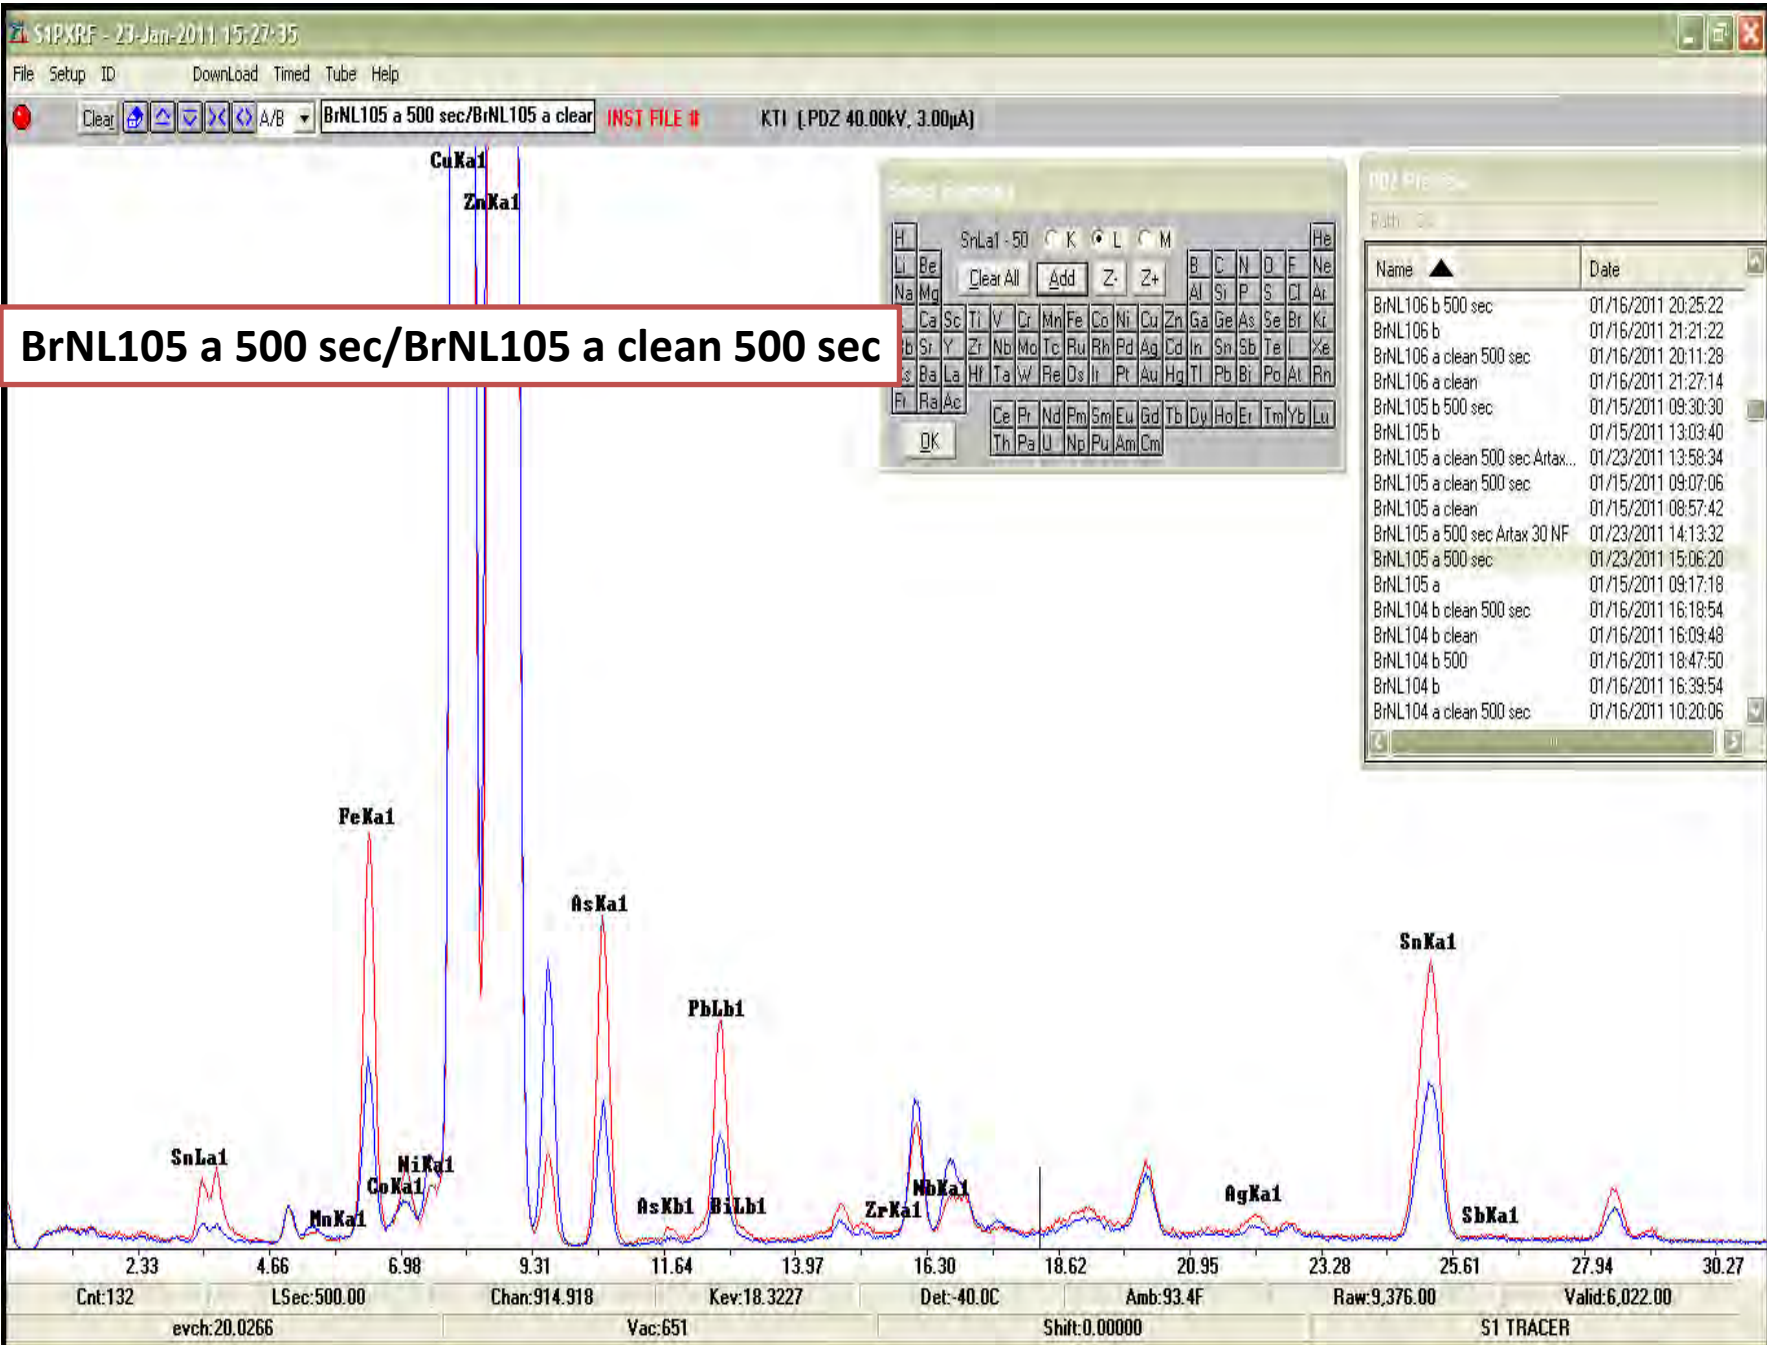 S1PXRF - 23-Jan-2011 15:27:35
File Setup ID DownLoad Timed Tube Help
Clear A/B BrNL105 a 500 sec/BrNL105 a clear INST FILE # KTI (.PDZ 40.00kV, 3.00µA)
CuKa1
ZnKa1
BrNL105 a 500 sec/BrNL105 a clean 500 sec
SnLa1 - 50 K L M
Clear All Add Z- Z+
H He
Li Be B C N O F Ne
Na Mg Al Si P S Cl Ar
Ca Sc Ti V Cr Mn Fe Co Ni Cu Zn Ga Ge As Se Br Kr
Sr Y Zr Nb Mo Tc Ru Rh Pd Ag Cd In Sn Sb Te I Xe
Ba La Hf Ta W Re Os Ir Pt Au Hg Tl Pb Bi Po At Rn
Fr Ra Ac
Ce Pr Nd Pm Sm Eu Gd Tb Dy Ho Er Tm Yb Lu
Th Pa U Np Pu Am Cm
OK
Name Date
BrNL106 b 500 sec 01/16/2011 20:25:22
BrNL106 b 01/16/2011 21:21:22
BrNL106 a clean 500 sec 01/16/2011 20:11:28
BrNL106 a clean 01/16/2011 21:27:14
BrNL105 b 500 sec 01/15/2011 09:30:30
BrNL105 b 01/15/2011 13:03:40
BrNL105 a clean 500 sec Artax... 01/23/2011 13:58:34
BrNL105 a clean 500 sec 01/15/2011 09:07:06
BrNL105 a clean 01/15/2011 08:57:42
BrNL105 a 500 sec Artax 30 NF 01/23/2011 14:13:32
BrNL105 a 500 sec 01/23/2011 15:06:20
BrNL105 a 01/15/2011 09:17:18
BrNL104 b clean 500 sec 01/16/2011 16:18:54
BrNL104 b clean 01/16/2011 16:09:48
BrNL104 b 500 01/16/2011 18:47:50
BrNL104 b 01/16/2011 16:39:54
BrNL104 a clean 500 sec 01/16/2011 10:20:06
FeKa1
AsKa1
SnKa1
PbLb1
SnLa1
NiKa1
CoKa1
MnKa1
AsKb1
BiLb1
ZrKa1
NbKa1
AgKa1
SbKa1
2.33 4.66 6.98 9.31 11.64 13.97 16.30 18.62 20.95 23.28 25.61 27.94 30.27
Cnt:132 LSec:500.00 Chan:914.918 Kev:18.3227 Det:-40.0C Amb:93.4F Raw:9,376.00 Valid:6,022.00
evch:20.0266 Vac:651 Shift:0.00000 S1 TRACER